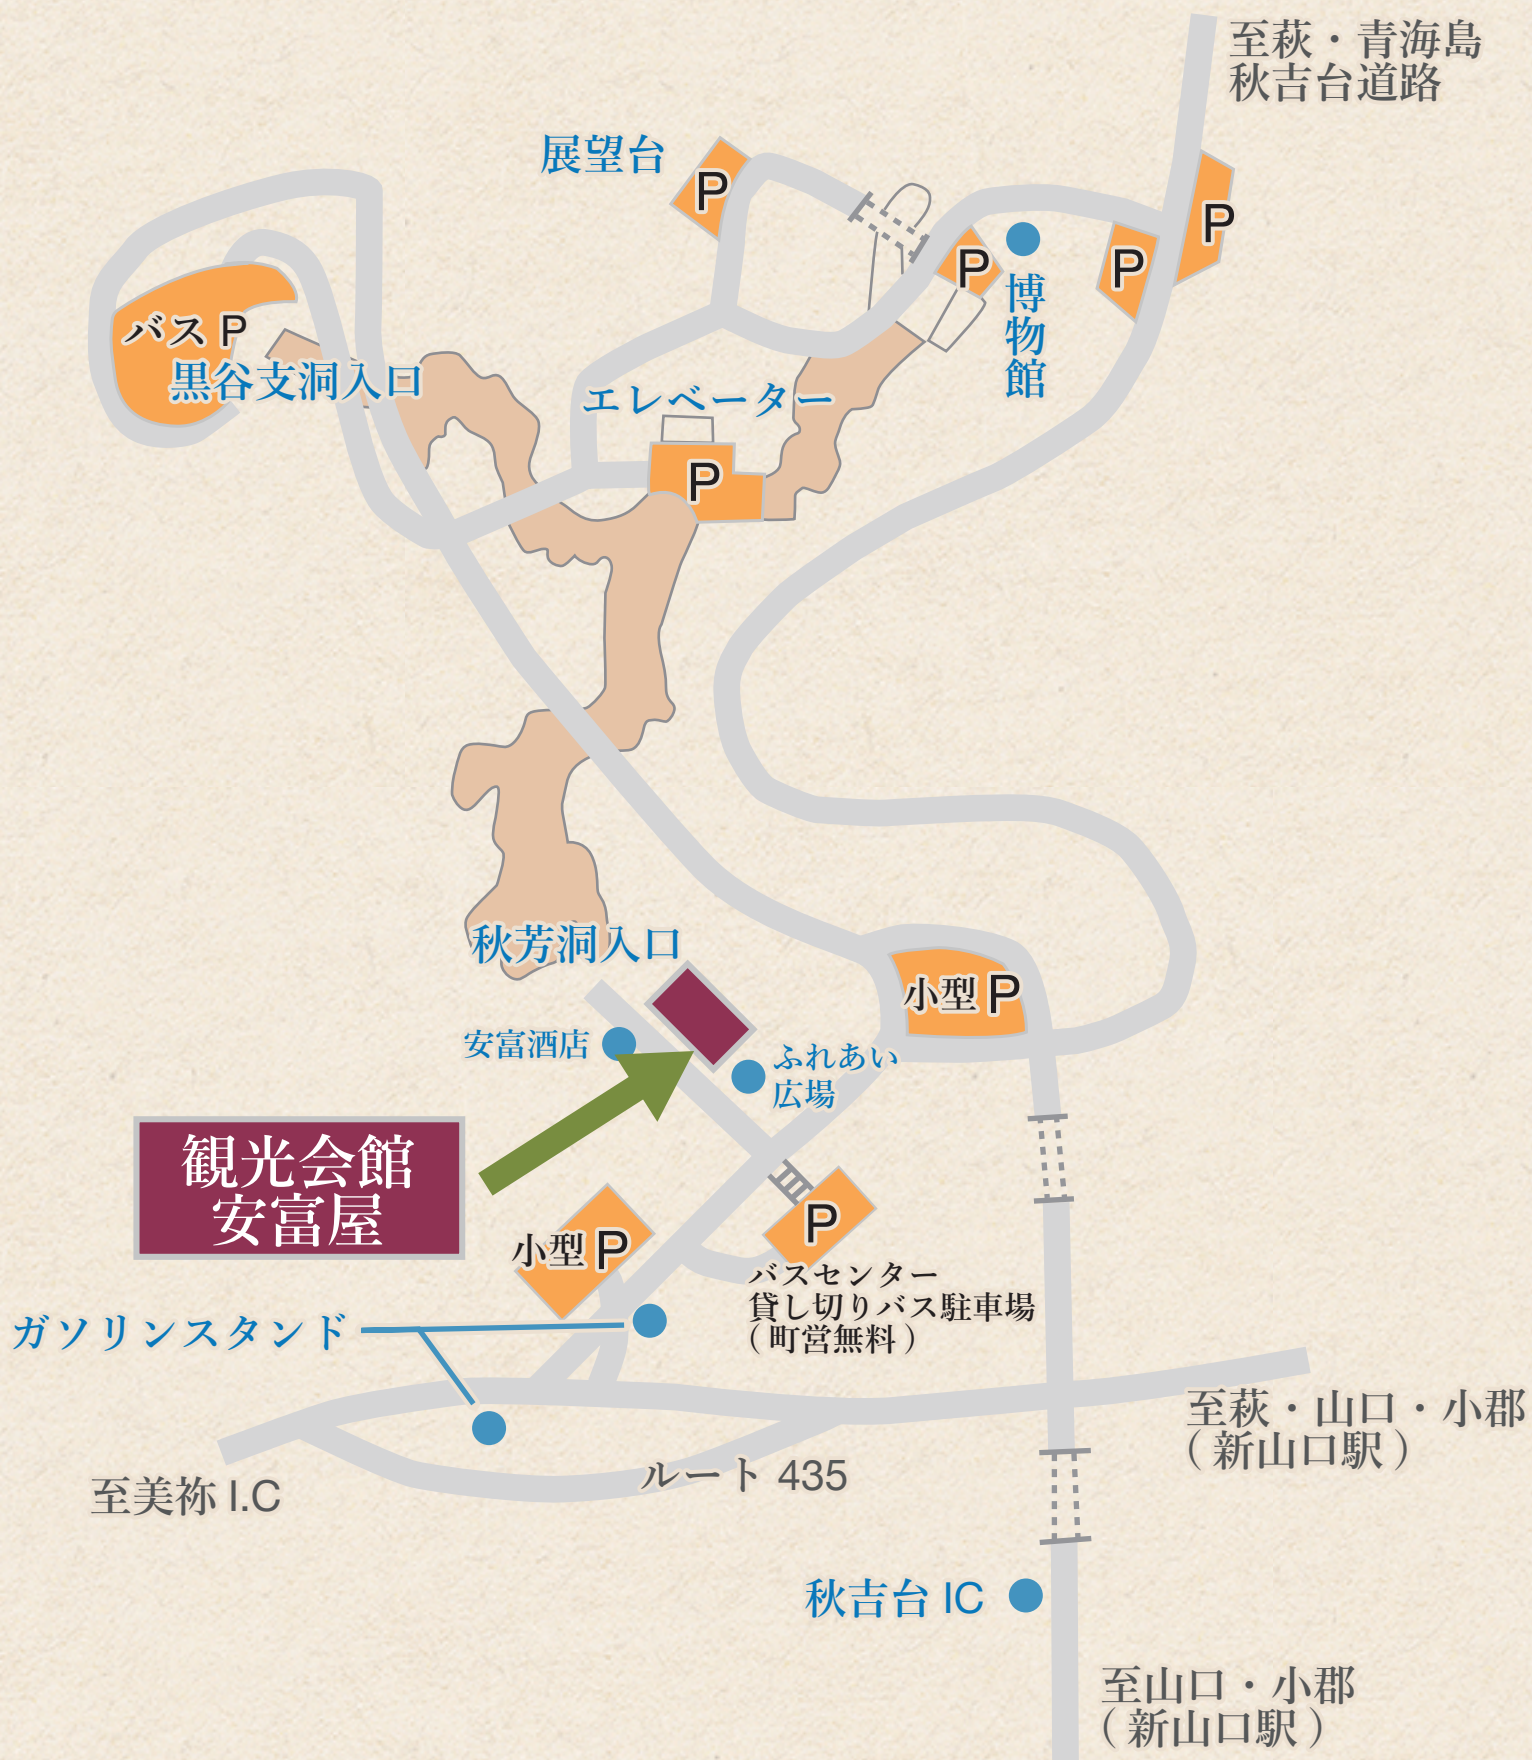 至萩・青海島
秋吉台道路
展望台
P
P
P
P
博物館
バス P
黒谷支洞入口
エレベーター
P
秋芳洞入口
小型 P
安富酒店
ふれあい
広場
観光会館
安富屋
小型 P
P
バスセンター
貸し切りバス駐車場
(町営無料)
ガソリンスタンド
至萩・山口・小郡
(新山口駅)
ルート 435
至美祢 I.C
秋吉台 IC
至山口・小郡
(新山口駅)